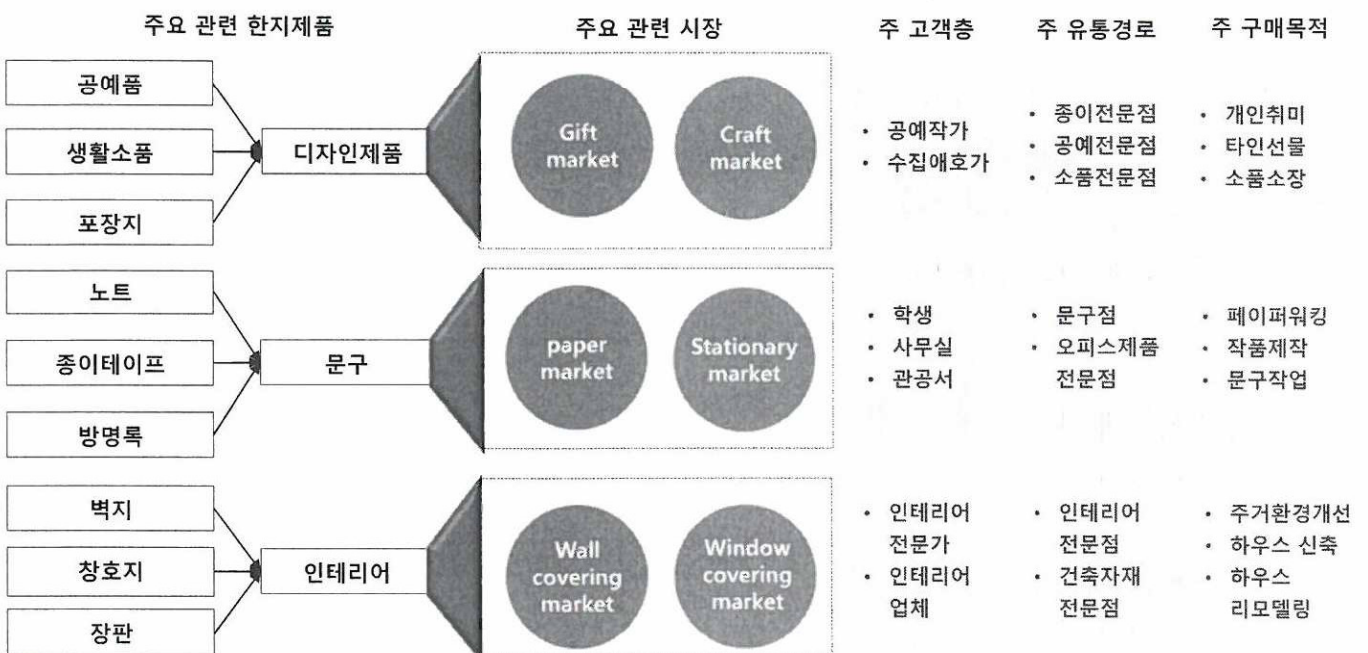 주요 관련 한지제품
주요 관련 시장
주 고객층
주 유통경로
주 구매목적
공예품
생활소품
포장지
디자인제품
Gift
market
Craft
market
• 공예작가
• 수집애호가
• 종이전문점
• 공예전문점
• 소품전문점
• 개인취미
• 타인선물
• 소품소장
노트
종이테이프
방명록
문구
paper
market
Stationary
market
• 학생
• 사무실
• 관공서
• 문구점
• 오피스제품
전문점
• 페이퍼워킹
• 작품제작
• 문구작업
벽지
창호지
장판
인테리어
Wall
covering
market
Window
covering
market
• 인테리어
전문가
• 인테리어
업체
• 인테리어
전문점
• 건축자재
전문점
• 주거환경개선
• 하우스 신축
• 하우스
리모델링